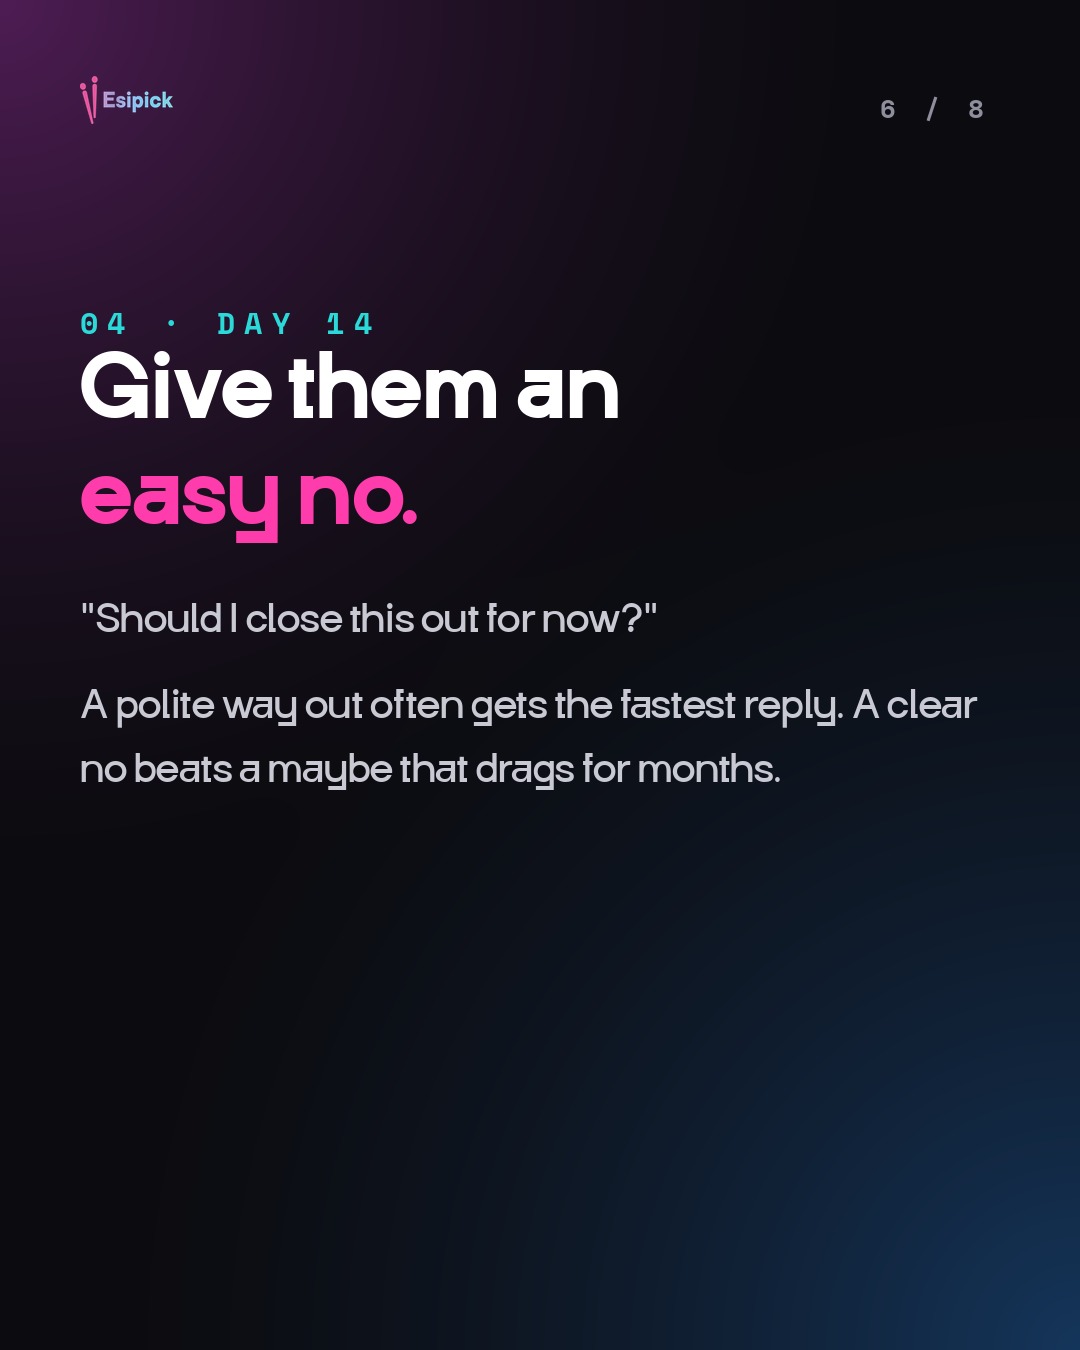 Esipick
6 / 8
04 · DAY 14
Give them an
easy no.
"Should I close this out for now?"
A polite way out often gets the fastest reply. A clear
no beats a maybe that drags for months.